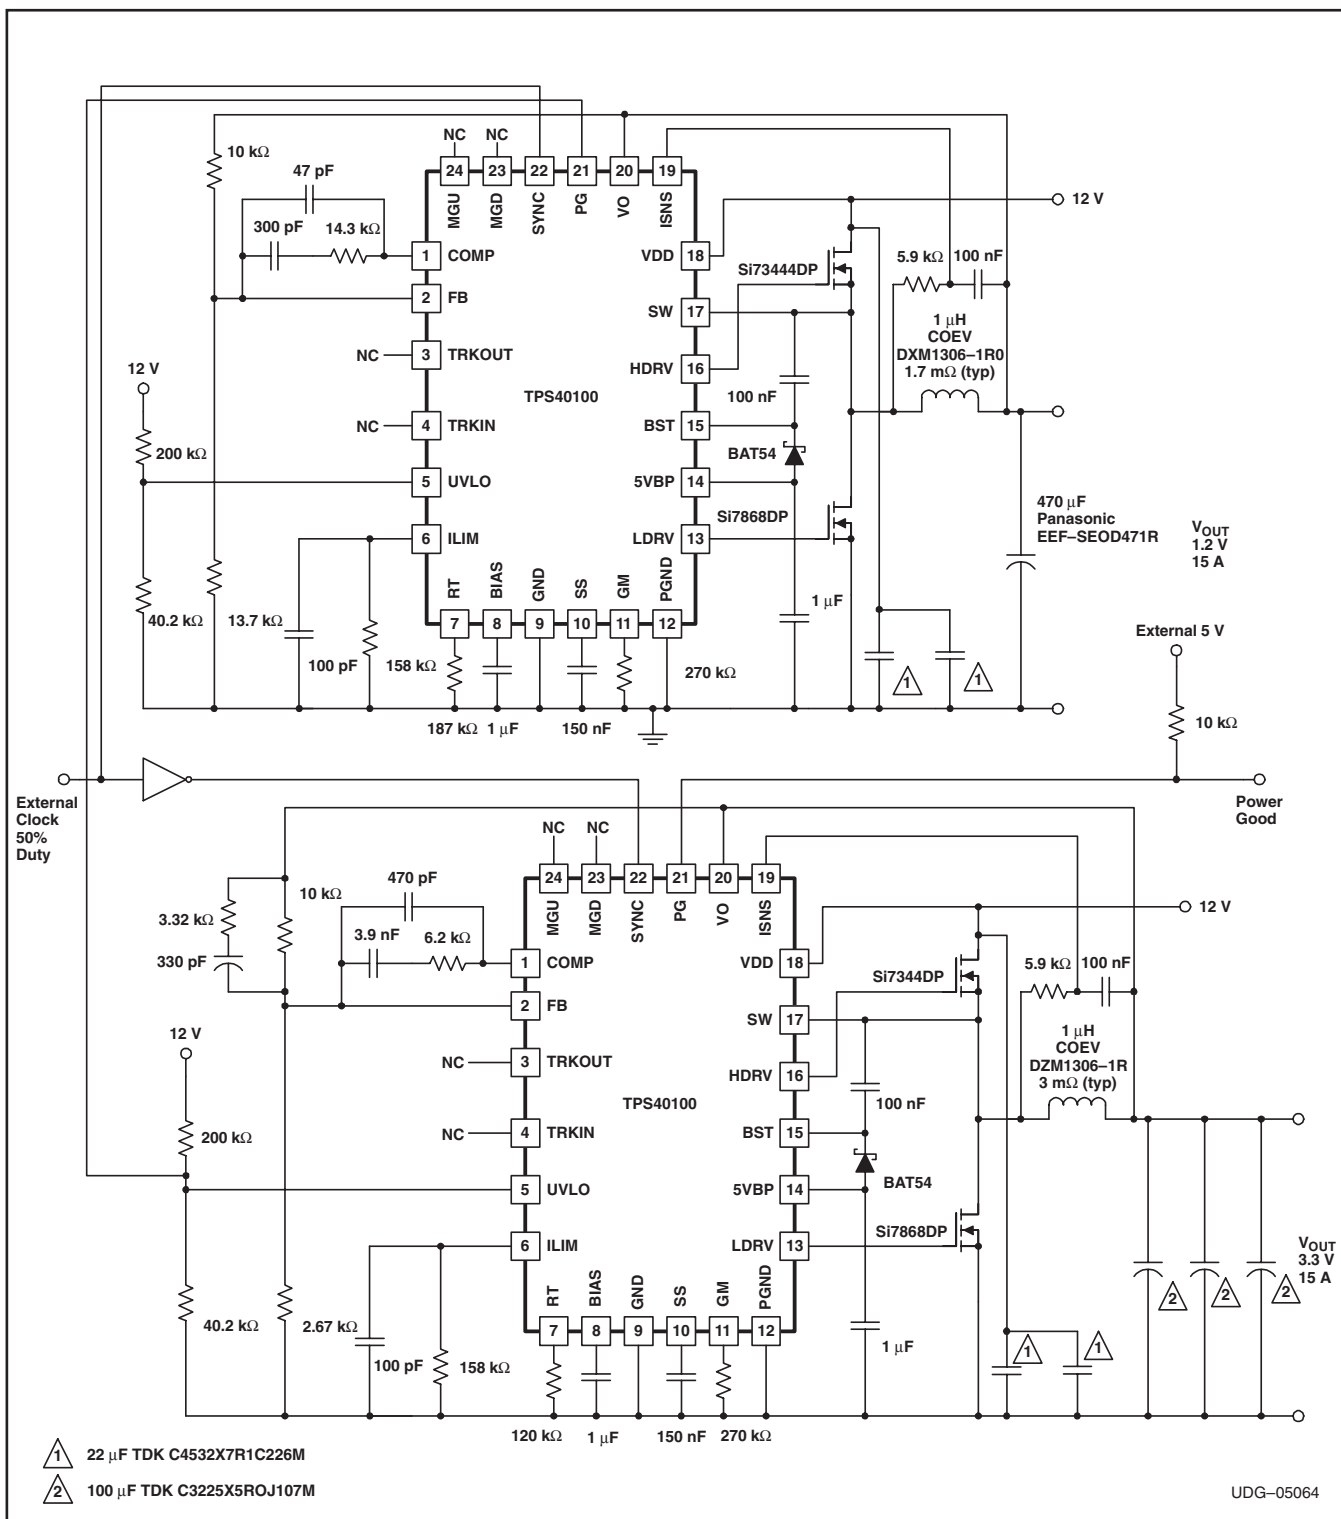 NC
NC
10 kΩ
47 pF
300 pF
14.3 kΩ
24
23
22
21
20
19
MGU
MGD
SYNC
PG
VO
ISNS
12 V
1
COMP
VDD
18
Si73444DP
5.9 kΩ
100 nF
2
FB
SW
17
1 μH
COEV
DXM1306–1R0
1.7 mΩ (typ)
NC
3
TRKOUT
HDRV
16
12 V
TPS40100
100 nF
NC
4
TRKIN
BST
15
200 kΩ
BAT54
5
UVLO
5VBP
14
Si7868DP
470 μF
Panasonic
EEF–SEOD471R
VOUT
1.2 V
15 A
6
ILIM
LDRV
13
RT
BIAS
GND
SS
GM
PGND
1 μF
40.2 kΩ
13.7 kΩ
7
8
9
10
11
12
External 5 V
100 pF
158 kΩ
270 kΩ
1
1
187 kΩ
1 μF
150 nF
10 kΩ
External
Clock
50%
Duty
Power
Good
NC
NC
10 kΩ
470 pF
24
23
22
21
20
19
3.32 kΩ
3.9 nF
6.2 kΩ
MGU
MGD
SYNC
PG
VO
ISNS
12 V
330 pF
1
COMP
VDD
18
Si7344DP
5.9 kΩ
100 nF
2
FB
SW
17
12 V
1 μH
COEV
DZM1306–1R
3 mΩ (typ)
NC
3
TRKOUT
HDRV
16
TPS40100
100 nF
200 kΩ
NC
4
TRKIN
BST
15
BAT54
5
UVLO
5VBP
14
Si7868DP
6
ILIM
LDRV
13
VOUT
3.3 V
15 A
2
2
2
RT
BIAS
GND
SS
GM
PGND
40.2 kΩ
2.67 kΩ
7
8
9
10
11
12
1 μF
1
1
100 pF
158 kΩ
120 kΩ
1 μF
150 nF
270 kΩ
1
22 μF TDK C4532X7R1C226M
2
100 μF TDK C3225X5ROJ107M
UDG–05064